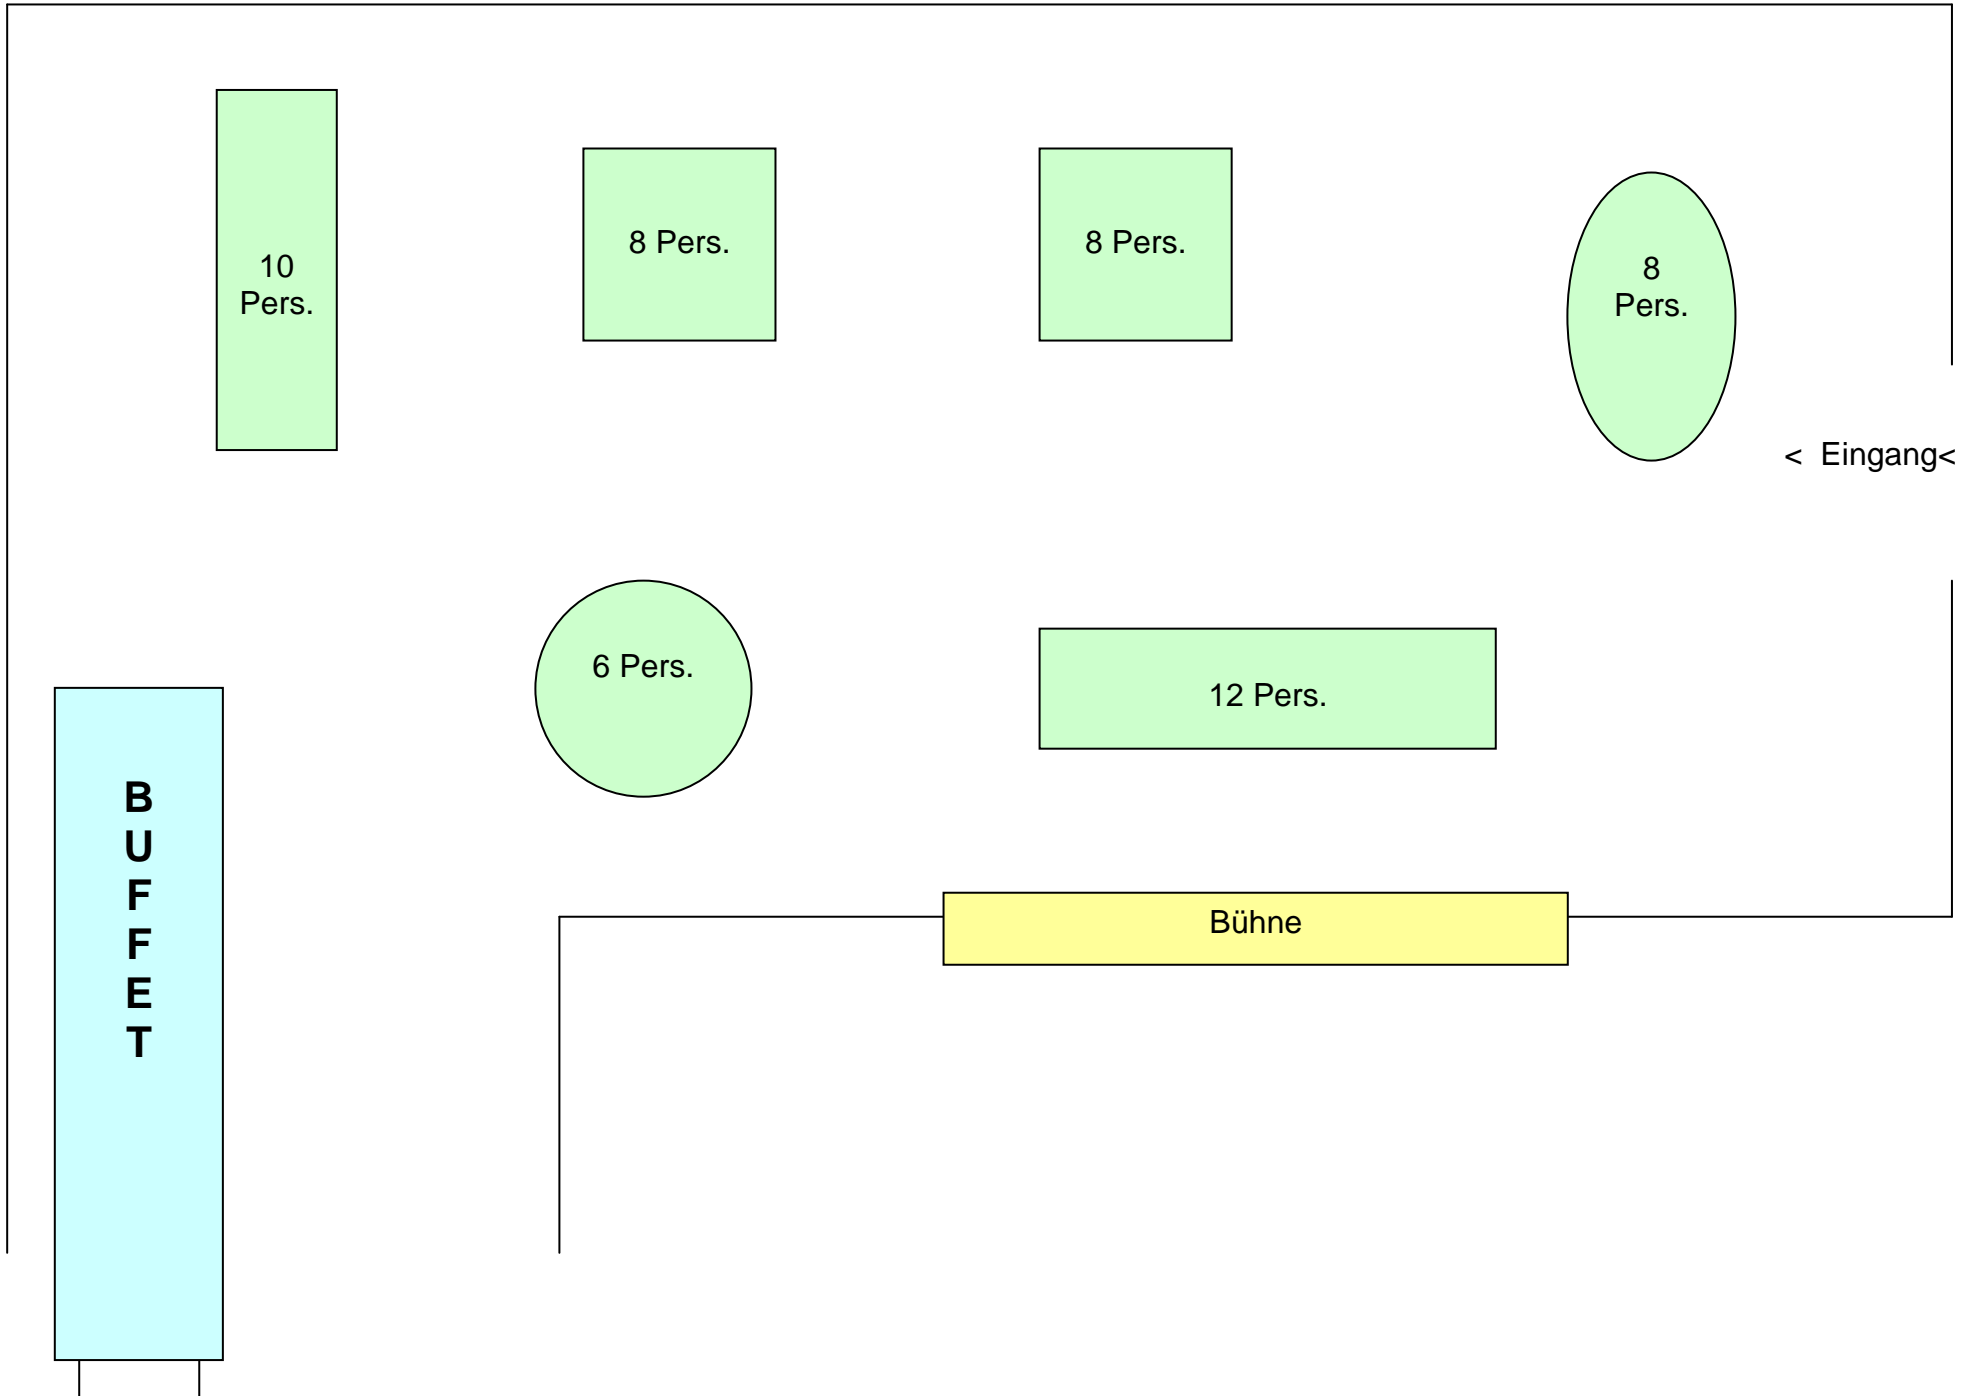 10
Pers.
8 Pers.
8 Pers.
8
Pers.
< Eingang<
6 Pers.
12 Pers.
B
U
F
F
E
T
Bühne